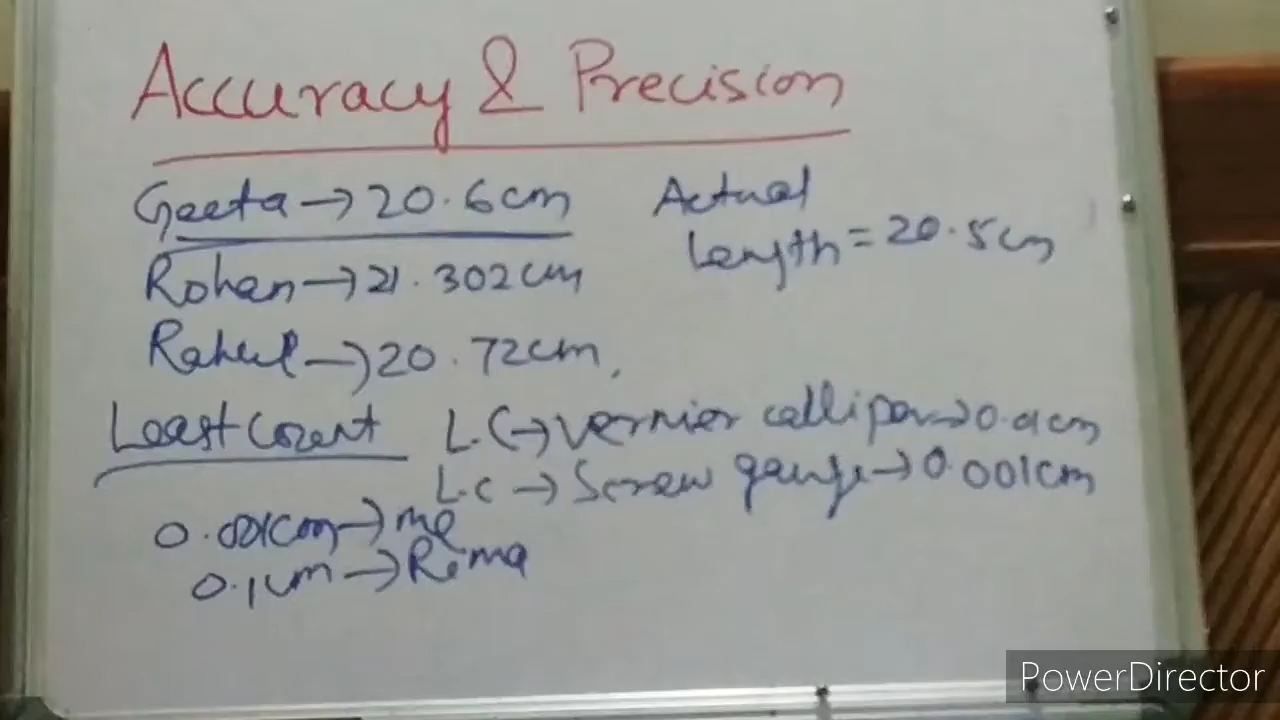 Accuracy & Precision
Geeta → 20.6cm
Actual
Length = 20.5cm
Rohan → 21.302cm
Rahul → 20.72cm,
Least Count
L.C → Vernier calliper → 0.01cm
L.C → Screw gauge → 0.001cm
0.001cm → me
0.1cm → Rima
PowerDirector